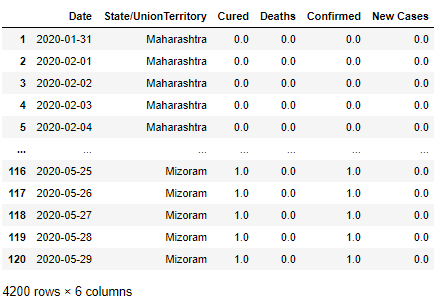 Date State/UnionTerritory Cured Deaths Confirmed New Cases
1 2020-01-31 Maharashtra 0.0 0.0 0.0 0.0
2 2020-02-01 Maharashtra 0.0 0.0 0.0 0.0
3 2020-02-02 Maharashtra 0.0 0.0 0.0 0.0
4 2020-02-03 Maharashtra 0.0 0.0 0.0 0.0
5 2020-02-04 Maharashtra 0.0 0.0 0.0 0.0
... ... ... ... ... ... ...
116 2020-05-25 Mizoram 1.0 0.0 1.0 0.0
117 2020-05-26 Mizoram 1.0 0.0 1.0 0.0
118 2020-05-27 Mizoram 1.0 0.0 1.0 0.0
119 2020-05-28 Mizoram 1.0 0.0 1.0 0.0
120 2020-05-29 Mizoram 1.0 0.0 1.0 0.0
4200 rows × 6 columns